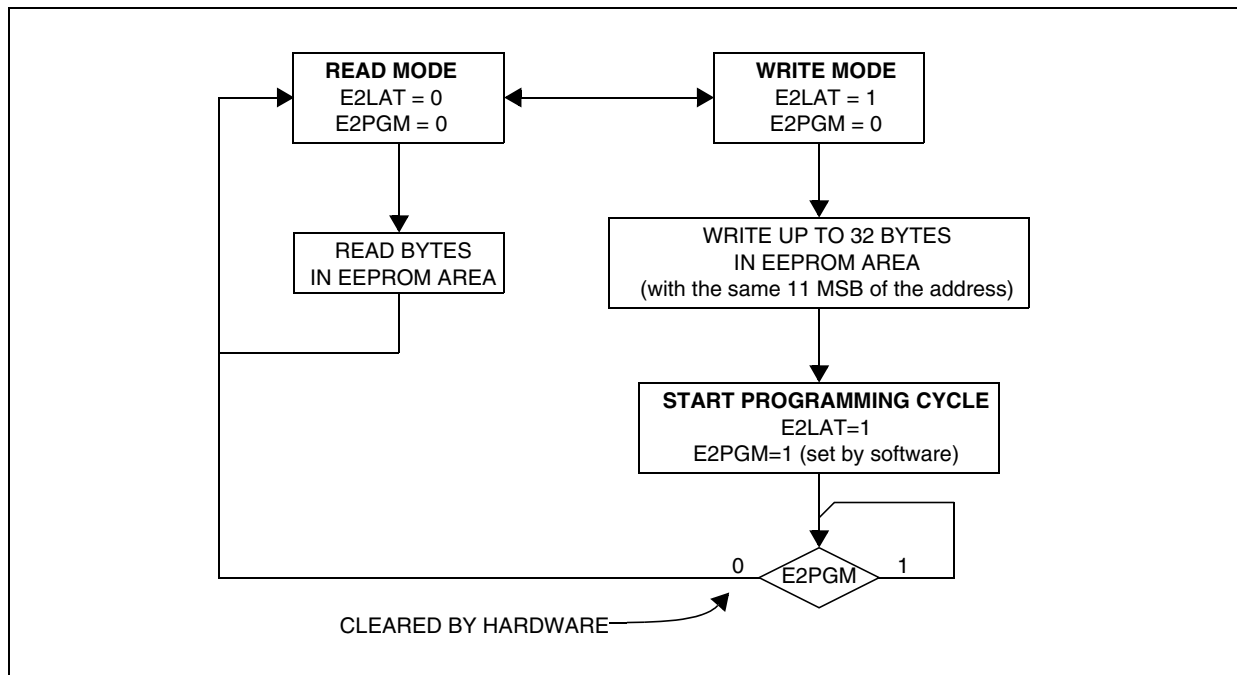 READ MODE
E2LAT = 0
E2PGM = 0
WRITE MODE
E2LAT = 1
E2PGM = 0
READ BYTES
IN EEPROM AREA
WRITE UP TO 32 BYTES
IN EEPROM AREA
(with the same 11 MSB of the address)
START PROGRAMMING CYCLE
E2LAT=1
E2PGM=1 (set by software)
0
E2PGM
1
CLEARED BY HARDWARE